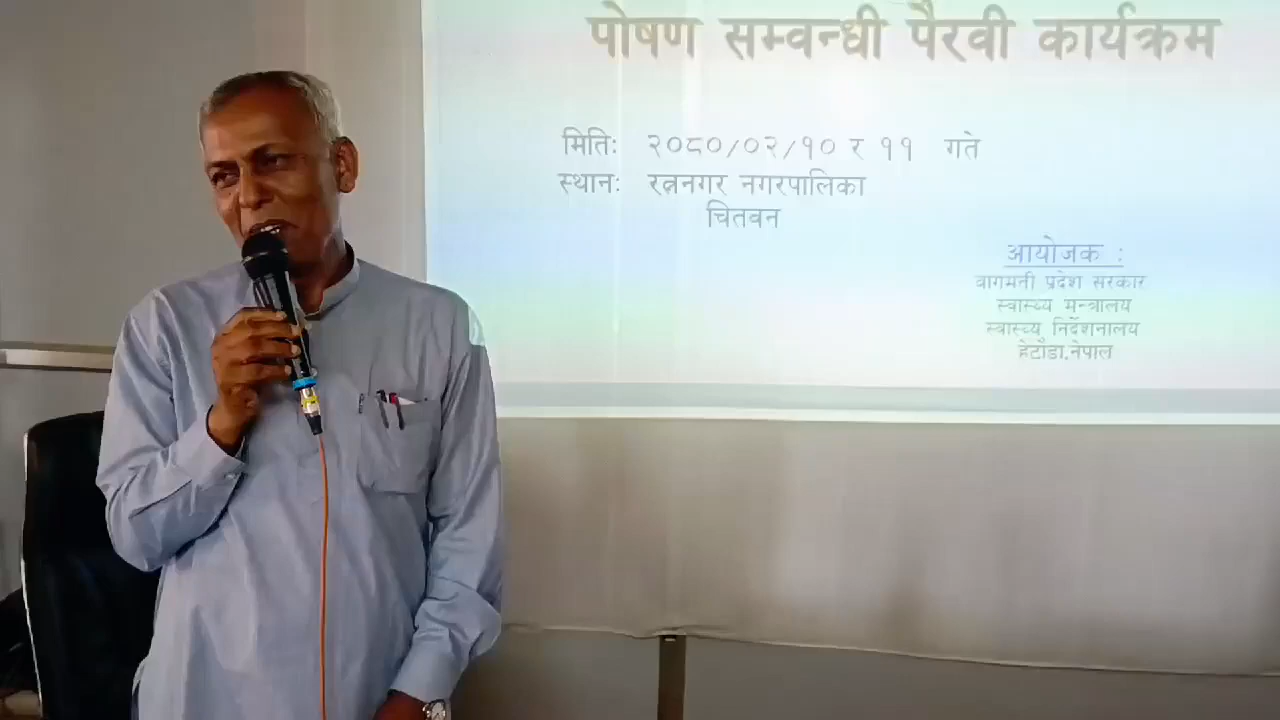 पोषण सम्वन्धी पैरवी कार्यक्रम
मितिः २०८०/०२/१० र ११ गते
स्थानः रत्ननगर नगरपालिका
चितवन
आयोजक :
वागमती प्रदेश सरकार
स्वास्थ्य मन्त्रालय
स्वास्थ्य निर्देशनालय
हेटौडा,नेपाल